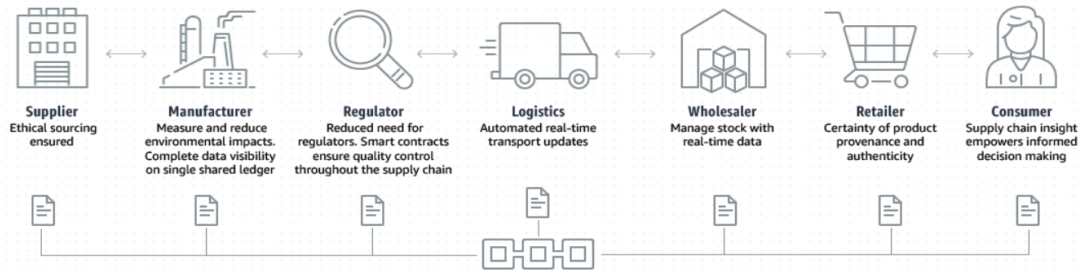 Supplier
Ethical sourcing
ensured
Manufacturer
Measure and reduce
environmental impacts.
Complete data visibility
on single shared ledger
Regulator
Reduced need for
regulators. Smart contracts
ensure quality control
throughout the supply chain
Logistics
Automated real-time
transport updates
Wholesaler
Manage stock with
real-time data
Retailer
Certainty of product
provenance and
authenticity
Consumer
Supply chain insight
empowers informed
decision making